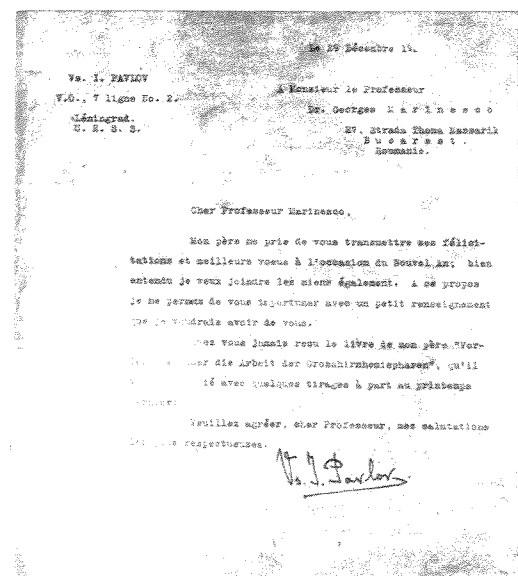 Le 29 Décembre
Vs. I. PAVLOV
V.O., 7 ligne No. 2.
Léningrad.
U. R. S. S.
A Monsieur le Professeur
Dr. Georges Marinesco
27, Strada Thoma Massarik
Bucarest.
Roumanie.
Cher Professeur Marinesco,
Mon père me prie de vous transmettre ses félici-
tations et meilleurs voeux à l'occasion du Nouvel An; bien
entendu je veux joindre les miens également. A ce propos
je me permets de vous importuner avec un petit renseignement
que je voudrais avoir de vous.
vous jamais reçu le livre de mon père "Vor-
die Arbeit der Grosshirnhemispharen", qu'il
avec quelques tirages à part au printemps
Veuillez agréer, cher Professeur, mes salutations
les plus respectueuses.
Vs. I. Pavlov